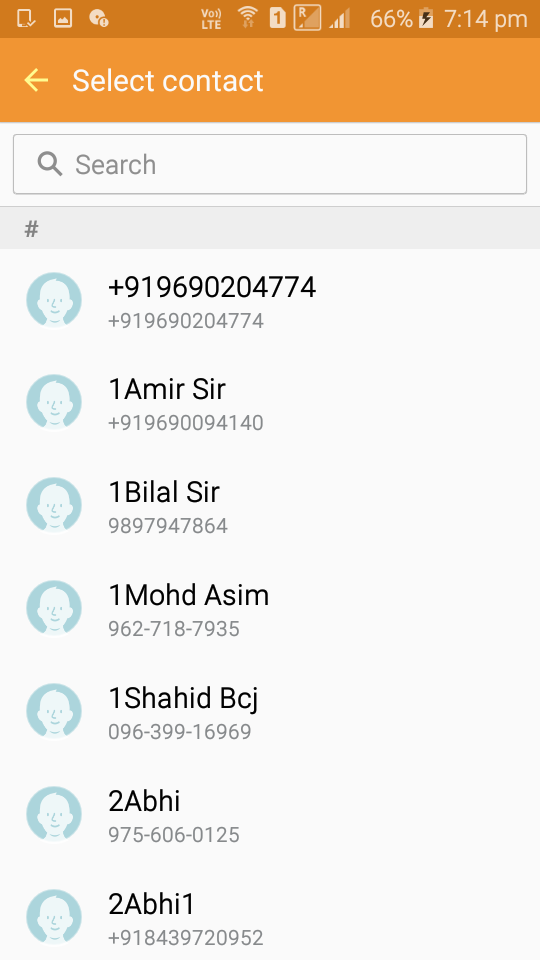 Vo))
LTE
1
R
66%
7:14 pm
Select contact
Search
#
+919690204774
+919690204774
1Amir Sir
+919690094140
1Bilal Sir
9897947864
1Mohd Asim
962-718-7935
1Shahid Bcj
096-399-16969
2Abhi
975-606-0125
2Abhi1
+918439720952